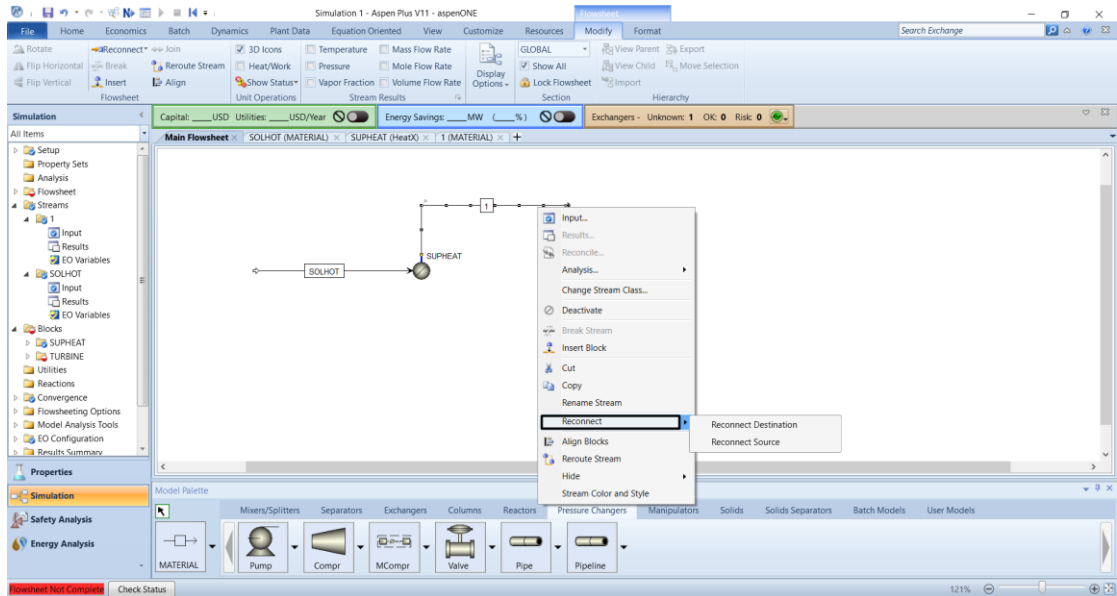 Simulation 1 - Aspen Plus V11 - aspenONE
Flowsheet
File Home Economics Batch Dynamics Plant Data Equation Oriented View Customize Resources Modify Format
Search Exchange
Rotate Reconnect Join 3D Icons Temperature Mass Flow Rate GLOBAL View Parent Export
Flip Horizontal Break Reroute Stream Heat/Work Pressure Mole Flow Rate Display Options Show All View Child Move Selection
Flip Vertical Insert Align Show Status Vapor Fraction Volume Flow Rate Lock Flowsheet Import
Flowsheet Unit Operations Stream Results Section Hierarchy
Simulation
Capital: ____USD Utilities: ____USD/Year
Energy Savings: ____MW (____%)
Exchangers - Unknown: 1 OK: 0 Risk: 0
All Items
Main Flowsheet SOLHOT (MATERIAL) SUPHEAT (HeatX) 1 (MATERIAL) +
Setup
Property Sets
Analysis
Flowsheet
Streams
1
Input
Results
EO Variables
SOLHOT
Input
Results
EO Variables
Blocks
SUPHEAT
TURBINE
Utilities
Reactions
Convergence
Flowsheeting Options
Model Analysis Tools
EO Configuration
Results Summary
Properties
Simulation
Safety Analysis
Energy Analysis
1
SUPHEAT
SOLHOT
Input...
Results...
Reconcile...
Analysis...
Change Stream Class...
Deactivate
Break Stream
Insert Block
Cut
Copy
Rename Stream
Reconnect
Align Blocks
Reroute Stream
Hide
Stream Color and Style
Reconnect Destination
Reconnect Source
Model Palette
Mixers/Splitters Separators Exchangers Columns Reactors Pressure Changers Manipulators Solids Solids Separators Batch Models User Models
MATERIAL Pump Compr MCompr Valve Pipe Pipeline
Flowsheet Not Complete Check Status
121%